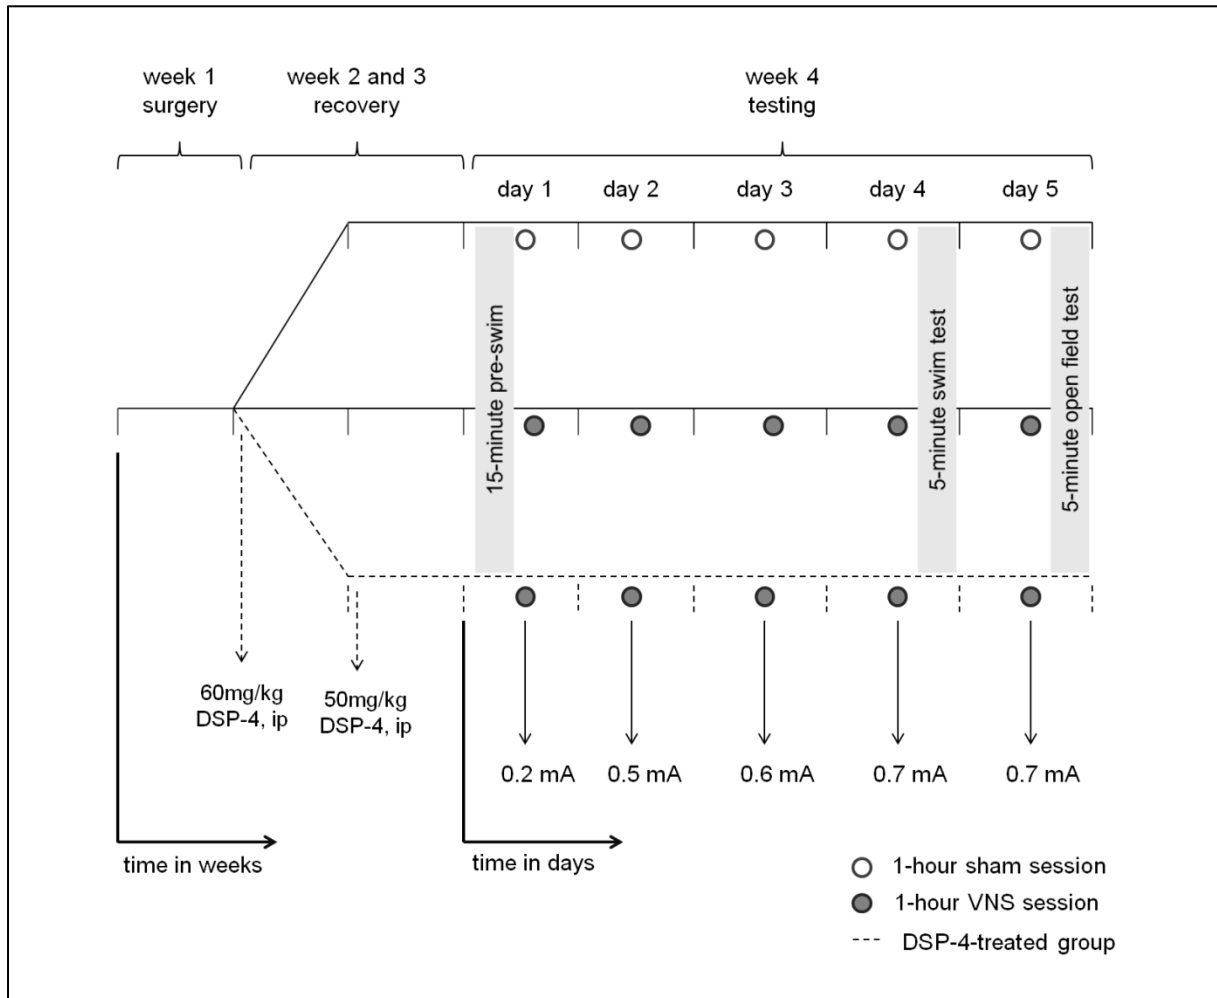 week 1
surgery
week 2 and 3
recovery
week 4
testing
day 1
day 2
day 3
day 4
day 5
15-minute pre-swim
5-minute swim test
5-minute open field test
60mg/kg
DSP-4, ip
50mg/kg
DSP-4, ip
0.2 mA
0.5 mA
0.6 mA
0.7 mA
0.7 mA
time in weeks
time in days
1-hour sham session
1-hour VNS session
DSP-4-treated group